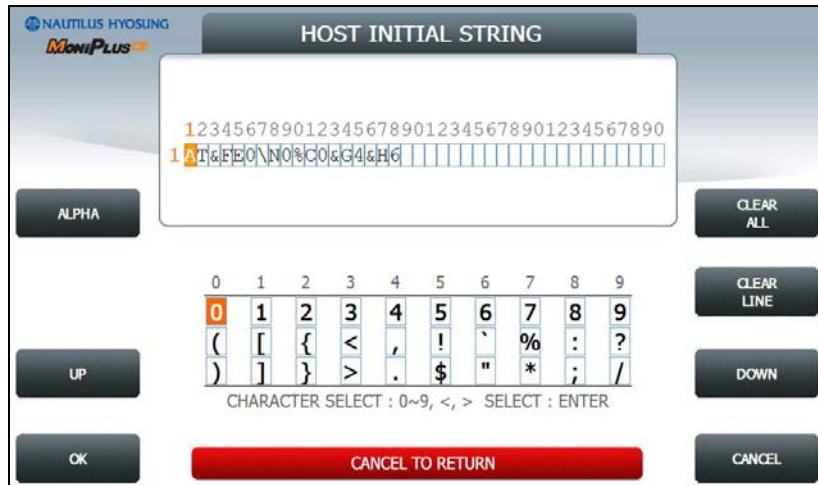 NAUTILUS HYOSUNG
MoniPlus CE
HOST INITIAL STRING
1234567890123456789012345678901234567890
1 AT&FE0\N0%C0&G4&H6
ALPHA
CLEAR
ALL
0 1 2 3 4 5 6 7 8 9
CLEAR
LINE
0 1 2 3 4 5 6 7 8 9
( [ { < , ! ` % : ?
) ] } > . $ " * ; /
UP
DOWN
CHARACTER SELECT : 0~9, <, > SELECT : ENTER
OK
CANCEL TO RETURN
CANCEL